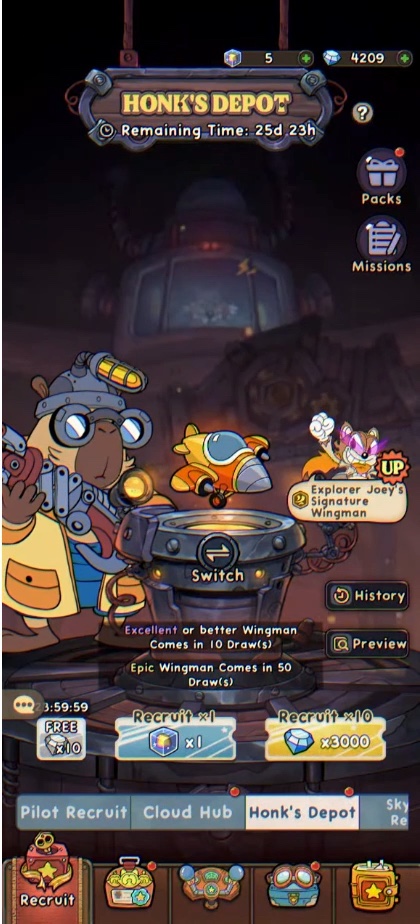 5
4209
HONK'S DEPOT
Remaining Time: 25d 23h
?
Packs
Missions
UP
Explorer Joey's
Signature
Wingman
Switch
History
Excellent or better Wingman
Comes in 10 Draw(s)
Preview
Epic Wingman Comes in 50
Draw(s)
3:59:59
FREE
x10
Recruit x1
x1
Recruit x10
x3000
Pilot Recruit
Cloud Hub
Honk's Depot
Sky
Re
Recruit